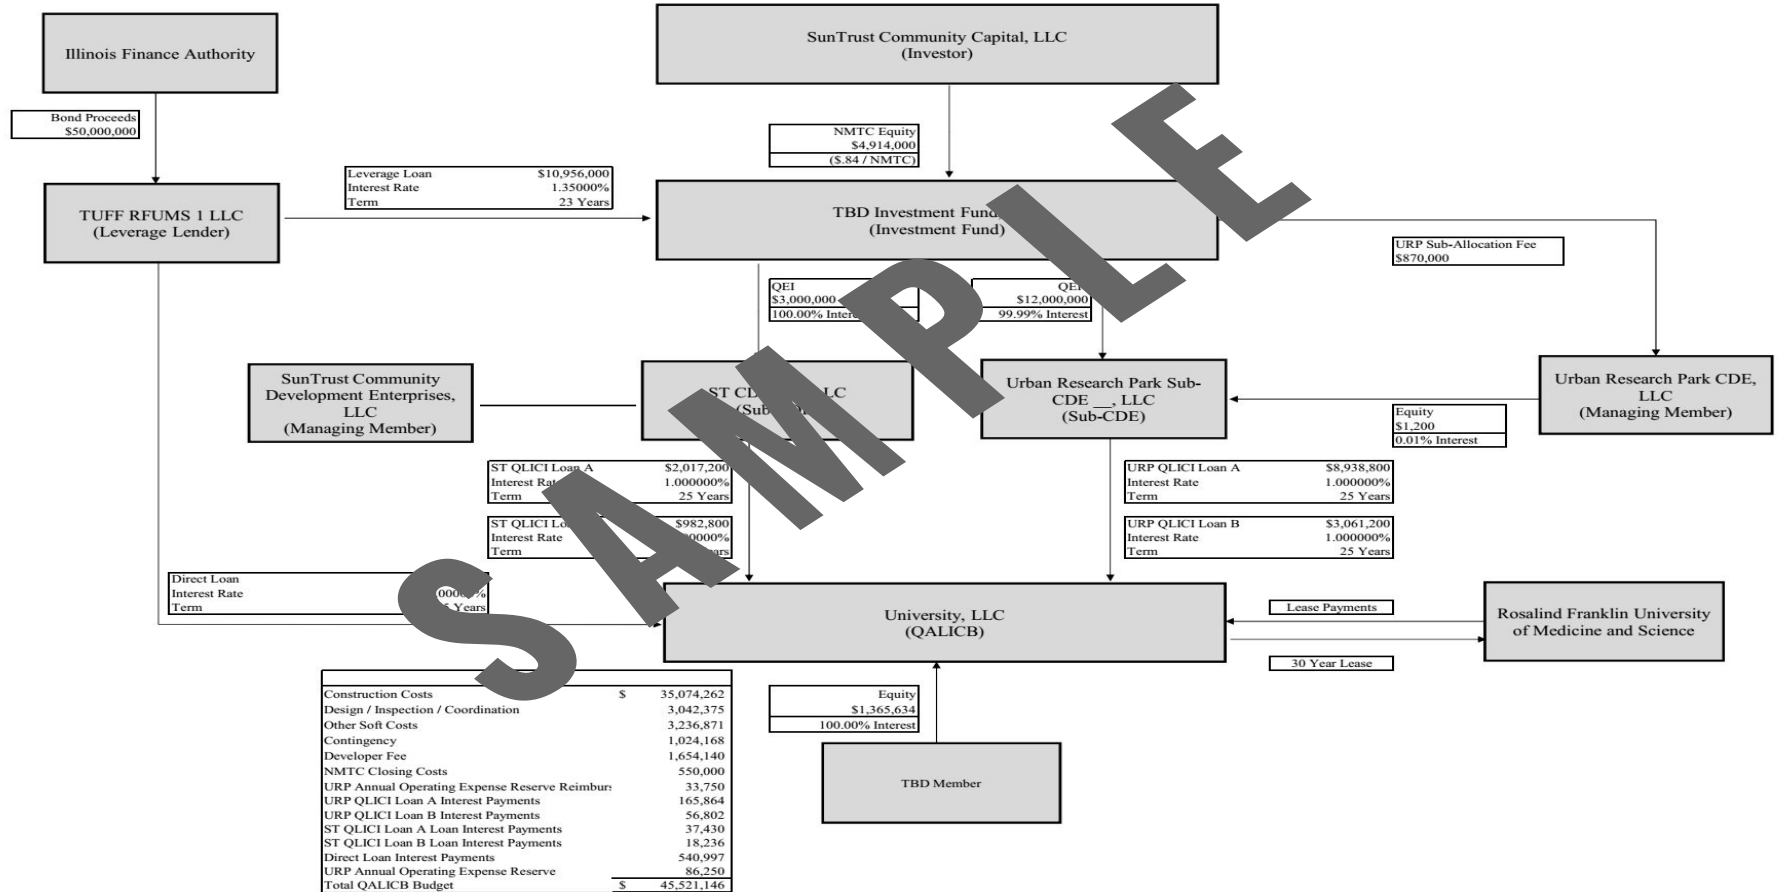 Illinois Finance Authority
SunTrust Community Capital, LLC
(Investor)
Bond Proceeds
$50,000,000
NMTC Equity
$4,914,000
($.84 / NMTC)
Leverage Loan $10,956,000
Interest Rate 1.35000%
Term 23 Years
TUFF RFUMS 1 LLC
(Leverage Lender)
TBD Investment Fund
(Investment Fund)
URP Sub-Allocation Fee
$870,000
QEI
$3,000,000
100.00%
QEI
$12,000,000
99.99% Interest
SunTrust Community
Development Enterprises,
LLC
(Managing Member)
ST LLC
Urban Research Park Sub-
CDE __, LLC
(Sub-CDE)
Urban Research Park CDE,
LLC
(Managing Member)
Equity
$1,200
0.01% Interest
ST QLICI Loan A $2,017,200
Interest 1.000000%
Term 25 Years
ST QLICI $982,800
Interest Rate
Term
URP QLICI Loan A $8,938,800
Interest Rate 1.000000%
Term 25 Years
URP QLICI Loan B $3,061,200
Interest Rate 1.000000%
Term 25 Years
Direct Loan
Interest Rate
Term Years
University, LLC
(QALICB)
Lease Payments
30 Year Lease
Rosalind Franklin University
of Medicine and Science
Construction Costs $ 35,074,262
Design / Inspection / Coordination 3,042,375
Other Soft Costs 3,236,871
Contingency 1,024,168
Developer Fee 1,654,140
NMTC Closing Costs 550,000
URP Annual Operating Expense Reserve Reimburs 33,750
URP QLICI Loan A Interest Payments 165,864
URP QLICI Loan B Interest Payments 56,802
ST QLICI Loan A Loan Interest Payments 37,430
ST QLICI Loan B Loan Interest Payments 18,236
Direct Loan Interest Payments 540,997
URP Annual Operating Expense Reserve 86,250
Total QALICB Budget $ 45,521,146
Equity
$1,365,634
100.00% Interest
TBD Member
SAMPLE